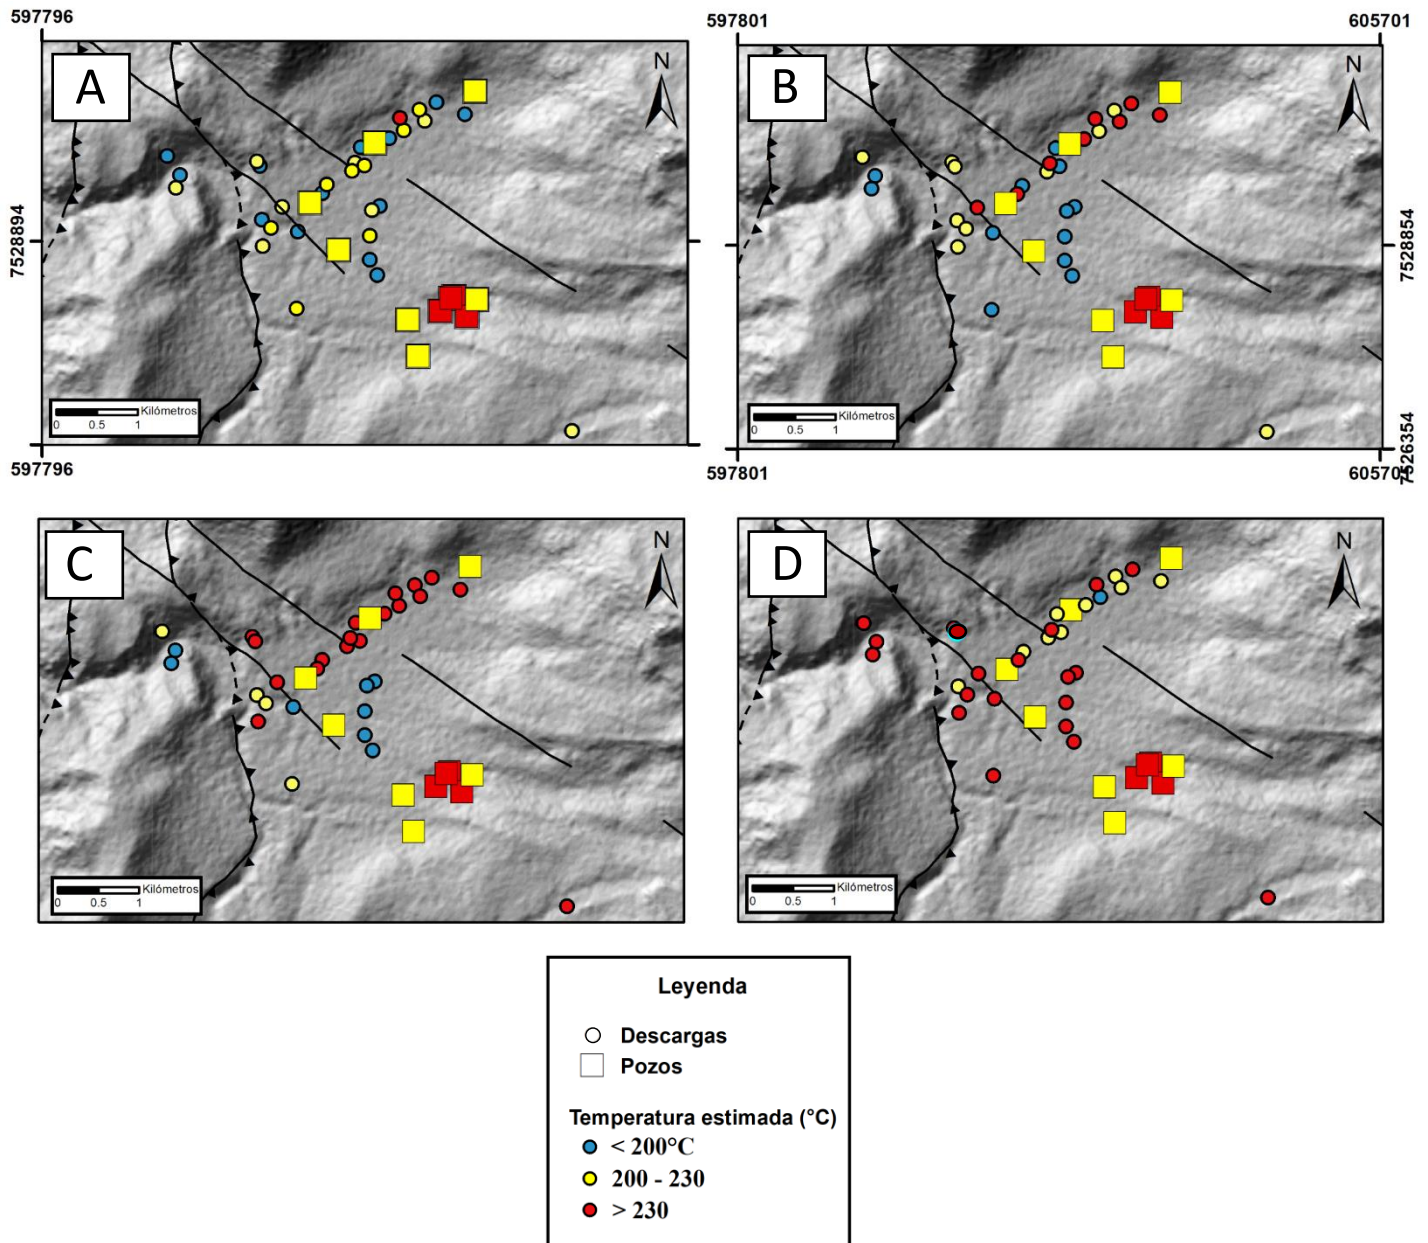 597796
597801
605701
A
N
B
N
7528894
7528854
Kilómetros
0 0.5 1
Kilómetros
0 0.5 1
7526354
597796
597801
605701
C
N
D
N
Kilómetros
0 0.5 1
Kilómetros
0 0.5 1
Leyenda
Descargas
Pozos
Temperatura estimada (°C)
< 200°C
200 - 230
> 230